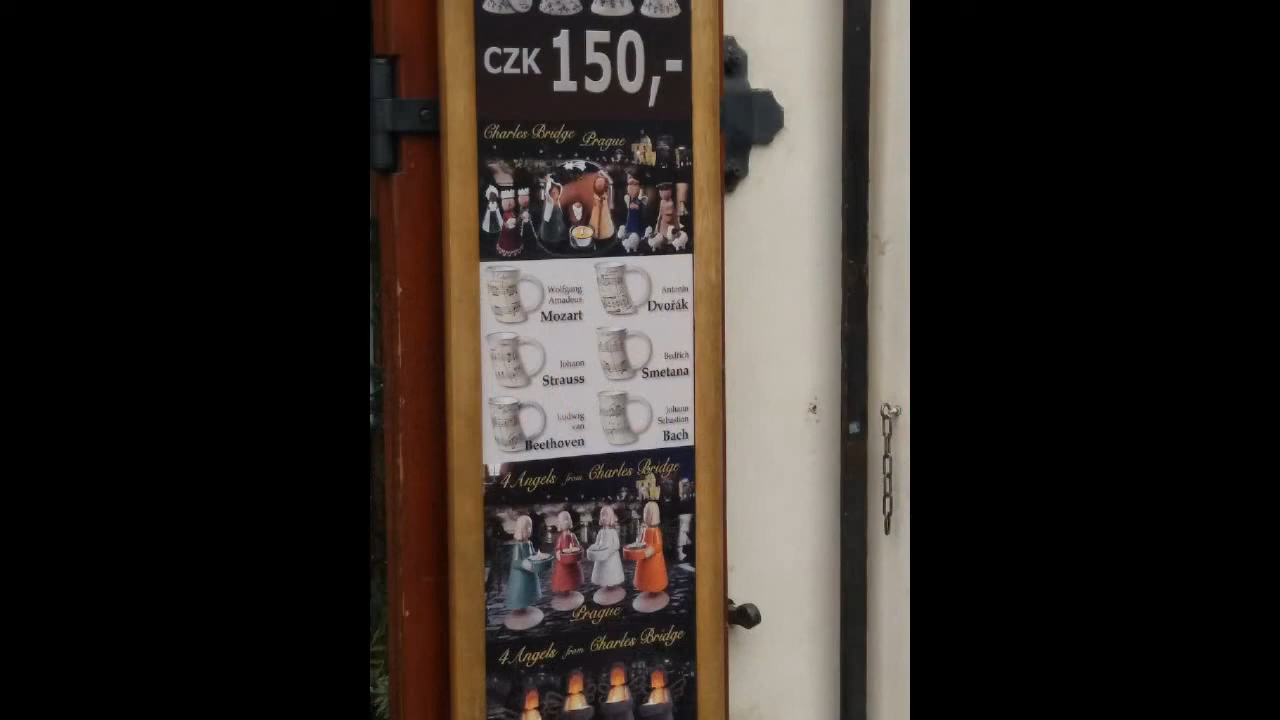 CZK 150,-
Charles Bridge Prague
Wolfgang
Amadeus
Mozart
Antonín
Dvořák
Johann
Strauss
Bedřich
Smetana
Ludwig
van
Beethoven
Johann
Sebastian
Bach
4 Angels from Charles Bridge
Prague
4 Angels from Charles Bridge